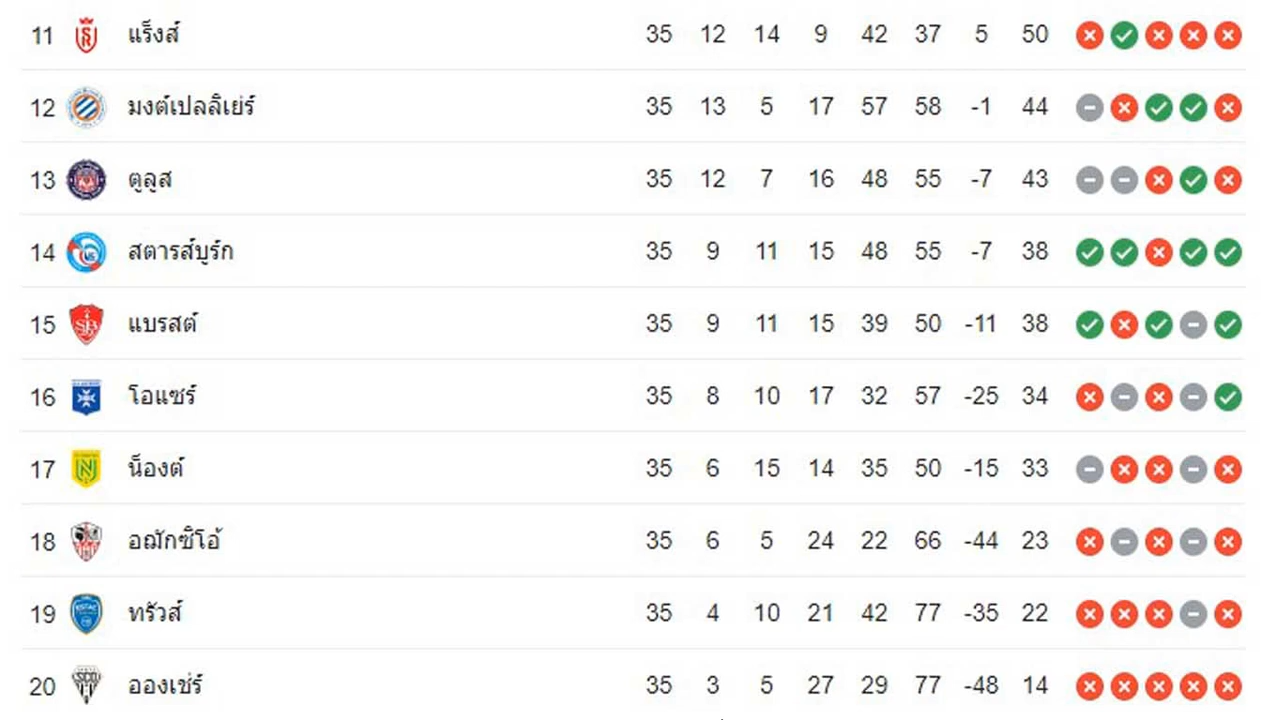 11 แร็งส์ 35 12 14 9 42 37 5 50
12 มงต์เปลลิเย่ร์ 35 13 5 17 57 58 -1 44
13 ตูลูส 35 12 7 16 48 55 -7 43
14 สตารส์บูร์ก 35 9 11 15 48 55 -7 38
15 แบรสต์ 35 9 11 15 39 50 -11 38
16 โอแซร์ 35 8 10 17 32 57 -25 34
17 น็องต์ 35 6 15 14 35 50 -15 33
18 อฌักซิโอ้ 35 6 5 24 22 66 -44 23
19 ทรัวส์ 35 4 10 21 42 77 -35 22
20 อองเช่ร์ 35 3 5 27 29 77 -48 14